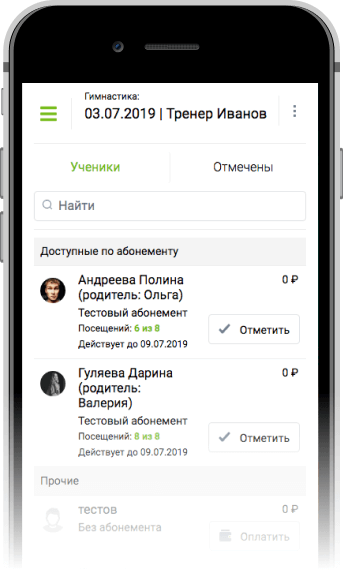 Гимнастика:
03.07.2019 | Тренер Иванов
Ученики
Отмечены
Найти
Доступные по абонементу
Андреева Полина
0 ₽
(родитель: Ольга)
Тестовый абонемент
Посещений: 6 из 8
Отметить
Действует до 09.07.2019
Гуляева Дарина
0 ₽
(родитель:
Валерия)
Тестовый абонемент
Посещений: 8 из 8
Отметить
Действует до 09.07.2019
Прочие
тестов
0 ₽
Без абонемента
Оплатить